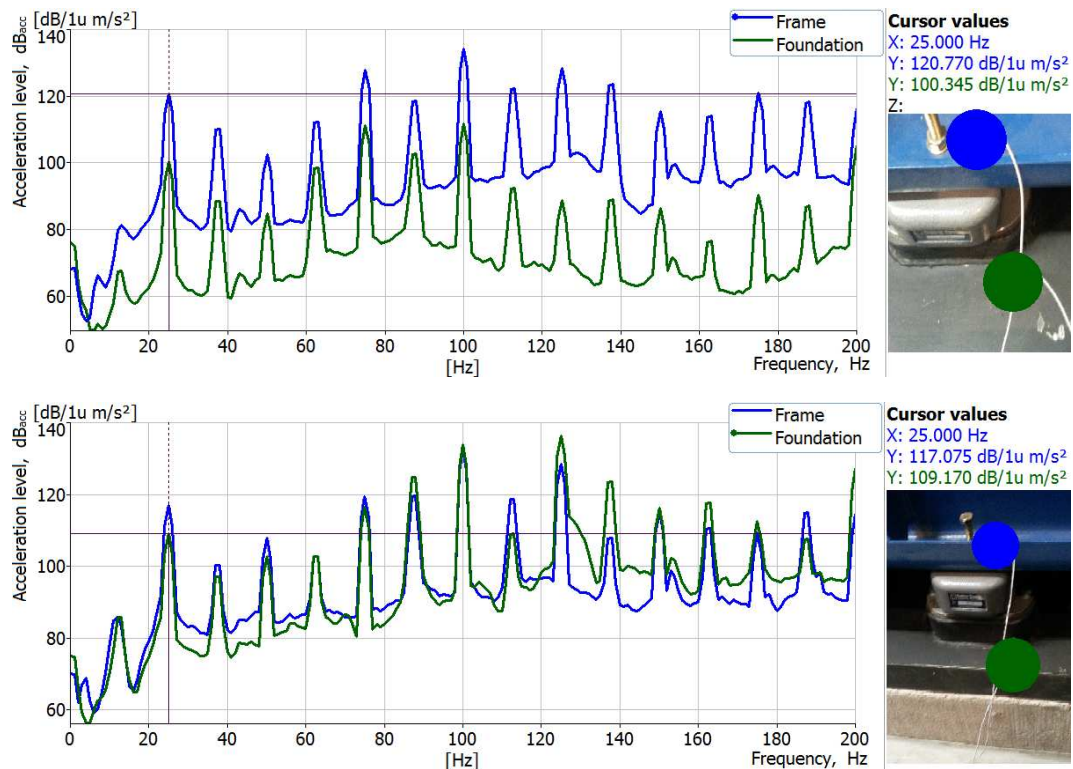 [dB/1u m/s²]
Acceleration level, dBacc
140
120
100
80
60
Frame
Foundation
0 20 40 60 80 100 120 140 160 180 200
[Hz]
Frequency, Hz
Cursor values
X: 25.000 Hz
Y: 120.770 dB/1u m/s²
Y: 100.345 dB/1u m/s²
Z:
[dB/1u m/s²]
Acceleration level, dBacc
140
120
100
80
60
Frame
Foundation
0 20 40 60 80 100 120 140 160 180 200
[Hz]
Frequency, Hz
Cursor values
X: 25.000 Hz
Y: 117.075 dB/1u m/s²
Y: 109.170 dB/1u m/s²